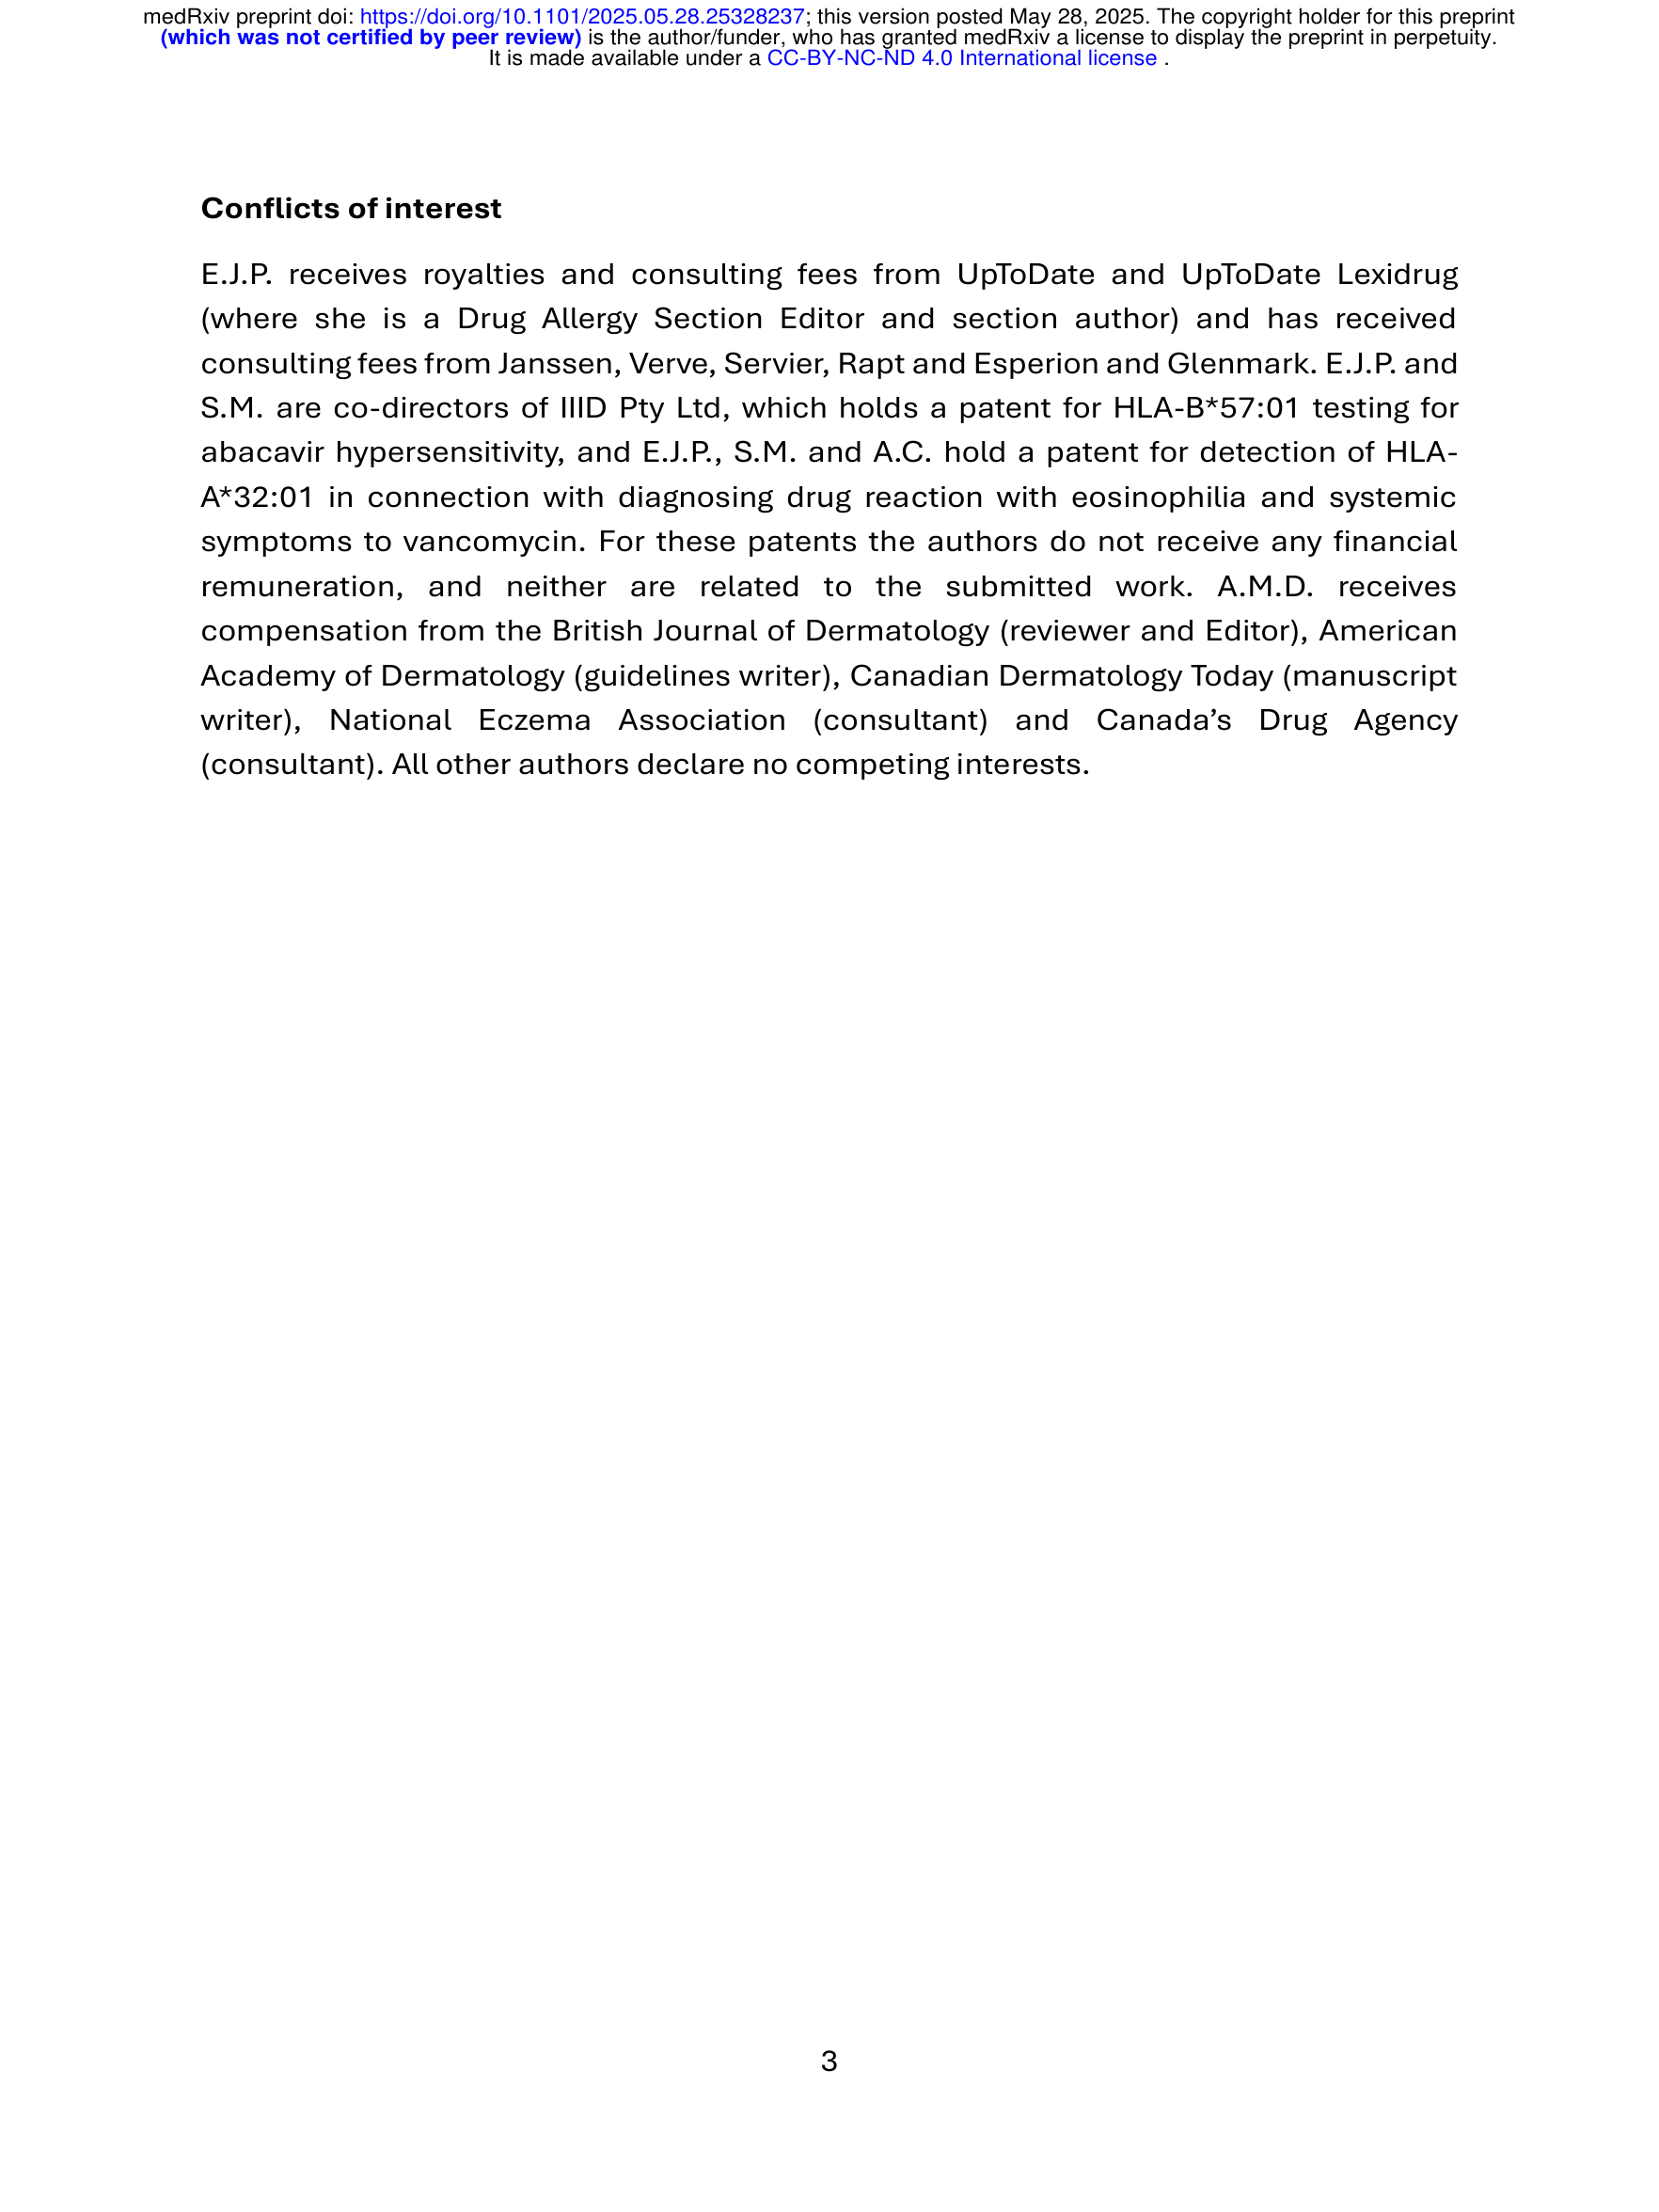 medRxiv preprint doi: https://doi.org/10.1101/2025.05.28.25328237; this version posted May 28, 2025. The copyright holder for this preprint
(which was not certified by peer review) is the author/funder, who has granted medRxiv a license to display the preprint in perpetuity.
It is made available under a CC-BY-NC-ND 4.0 International license .
Conflicts of interest
E.J.P. receives royalties and consulting fees from UpToDate and UpToDate Lexidrug
(where she is a Drug Allergy Section Editor and section author) and has received
consulting fees from Janssen, Verve, Servier, Rapt and Esperion and Glenmark. E.J.P. and
S.M. are co-directors of IIID Pty Ltd, which holds a patent for HLA-B*57:01 testing for
abacavir hypersensitivity, and E.J.P., S.M. and A.C. hold a patent for detection of HLA-
A*32:01 in connection with diagnosing drug reaction with eosinophilia and systemic
symptoms to vancomycin. For these patents the authors do not receive any financial
remuneration, and neither are related to the submitted work. A.M.D. receives
compensation from the British Journal of Dermatology (reviewer and Editor), American
Academy of Dermatology (guidelines writer), Canadian Dermatology Today (manuscript
writer), National Eczema Association (consultant) and Canada’s Drug Agency
(consultant). All other authors declare no competing interests.
3